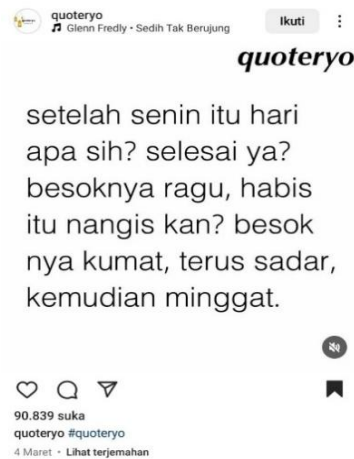 quoteryo
Glenn Fredly • Sedih Tak Berujung
Ikuti
quoteryo
setelah senin itu hari
apa sih? selesai ya?
besoknya ragu, habis
itu nangis kan? besok
nya kumat, terus sadar,
kemudian minggat.
90.839 suka
quoteryo #quoteryo
4 Maret • Lihat terjemahan